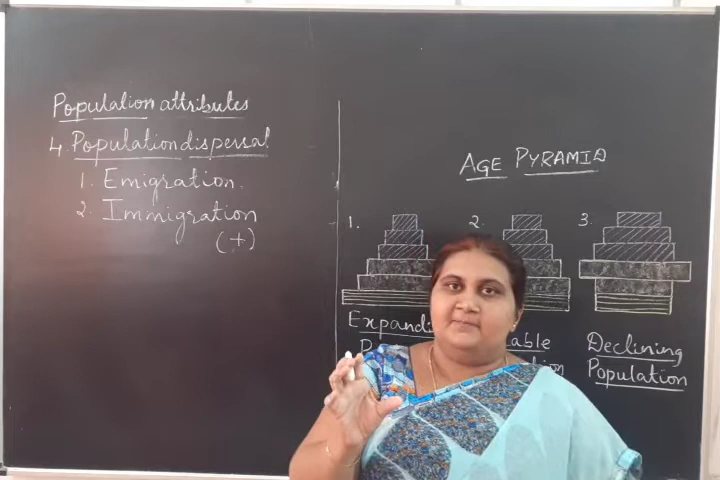 Population attributes
4. Population dispersal
1. Emigration.
2. Immigration
(+)
AGE PYRAMID
1.
2.
3.
Declining
Population